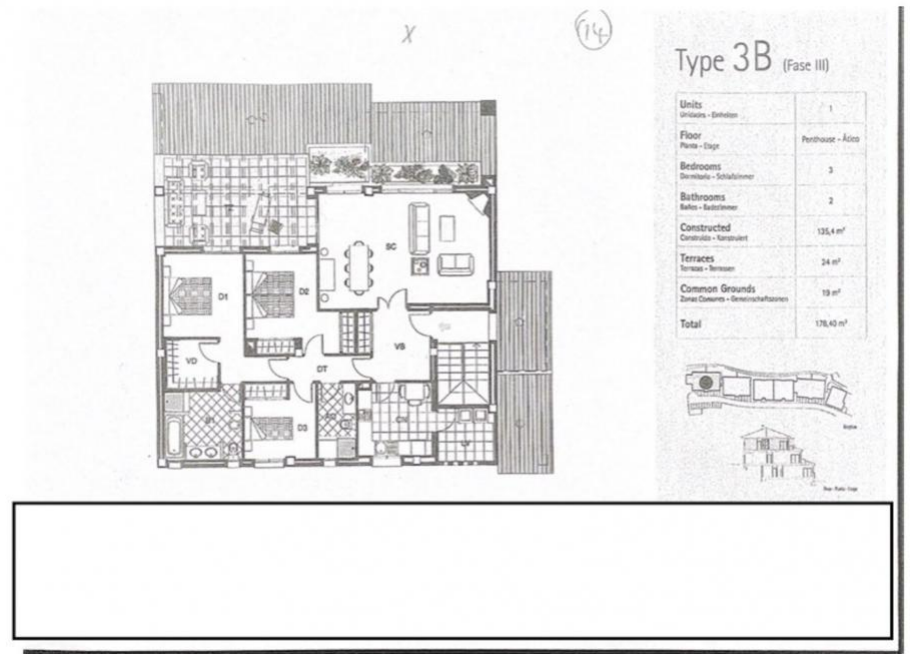 X
14
Type 3B (Fase III)
Units 1
Unidades – Einheiten
Floor Penthouse – Ático
Planta – Etage
Bedrooms 3
Dormitorio – Schlafzimmer
Bathrooms 2
Baños – Badezimmer
Constructed 135,4 m²
Construido – Konstruiert
Terraces 24 m²
Terrazas – Terrassen
Common Grounds 19 m²
Zonas Comunes – Gemeinschaftszonen
Total 178,40 m²
SC
D1
D2
VD
DT
VS
D3